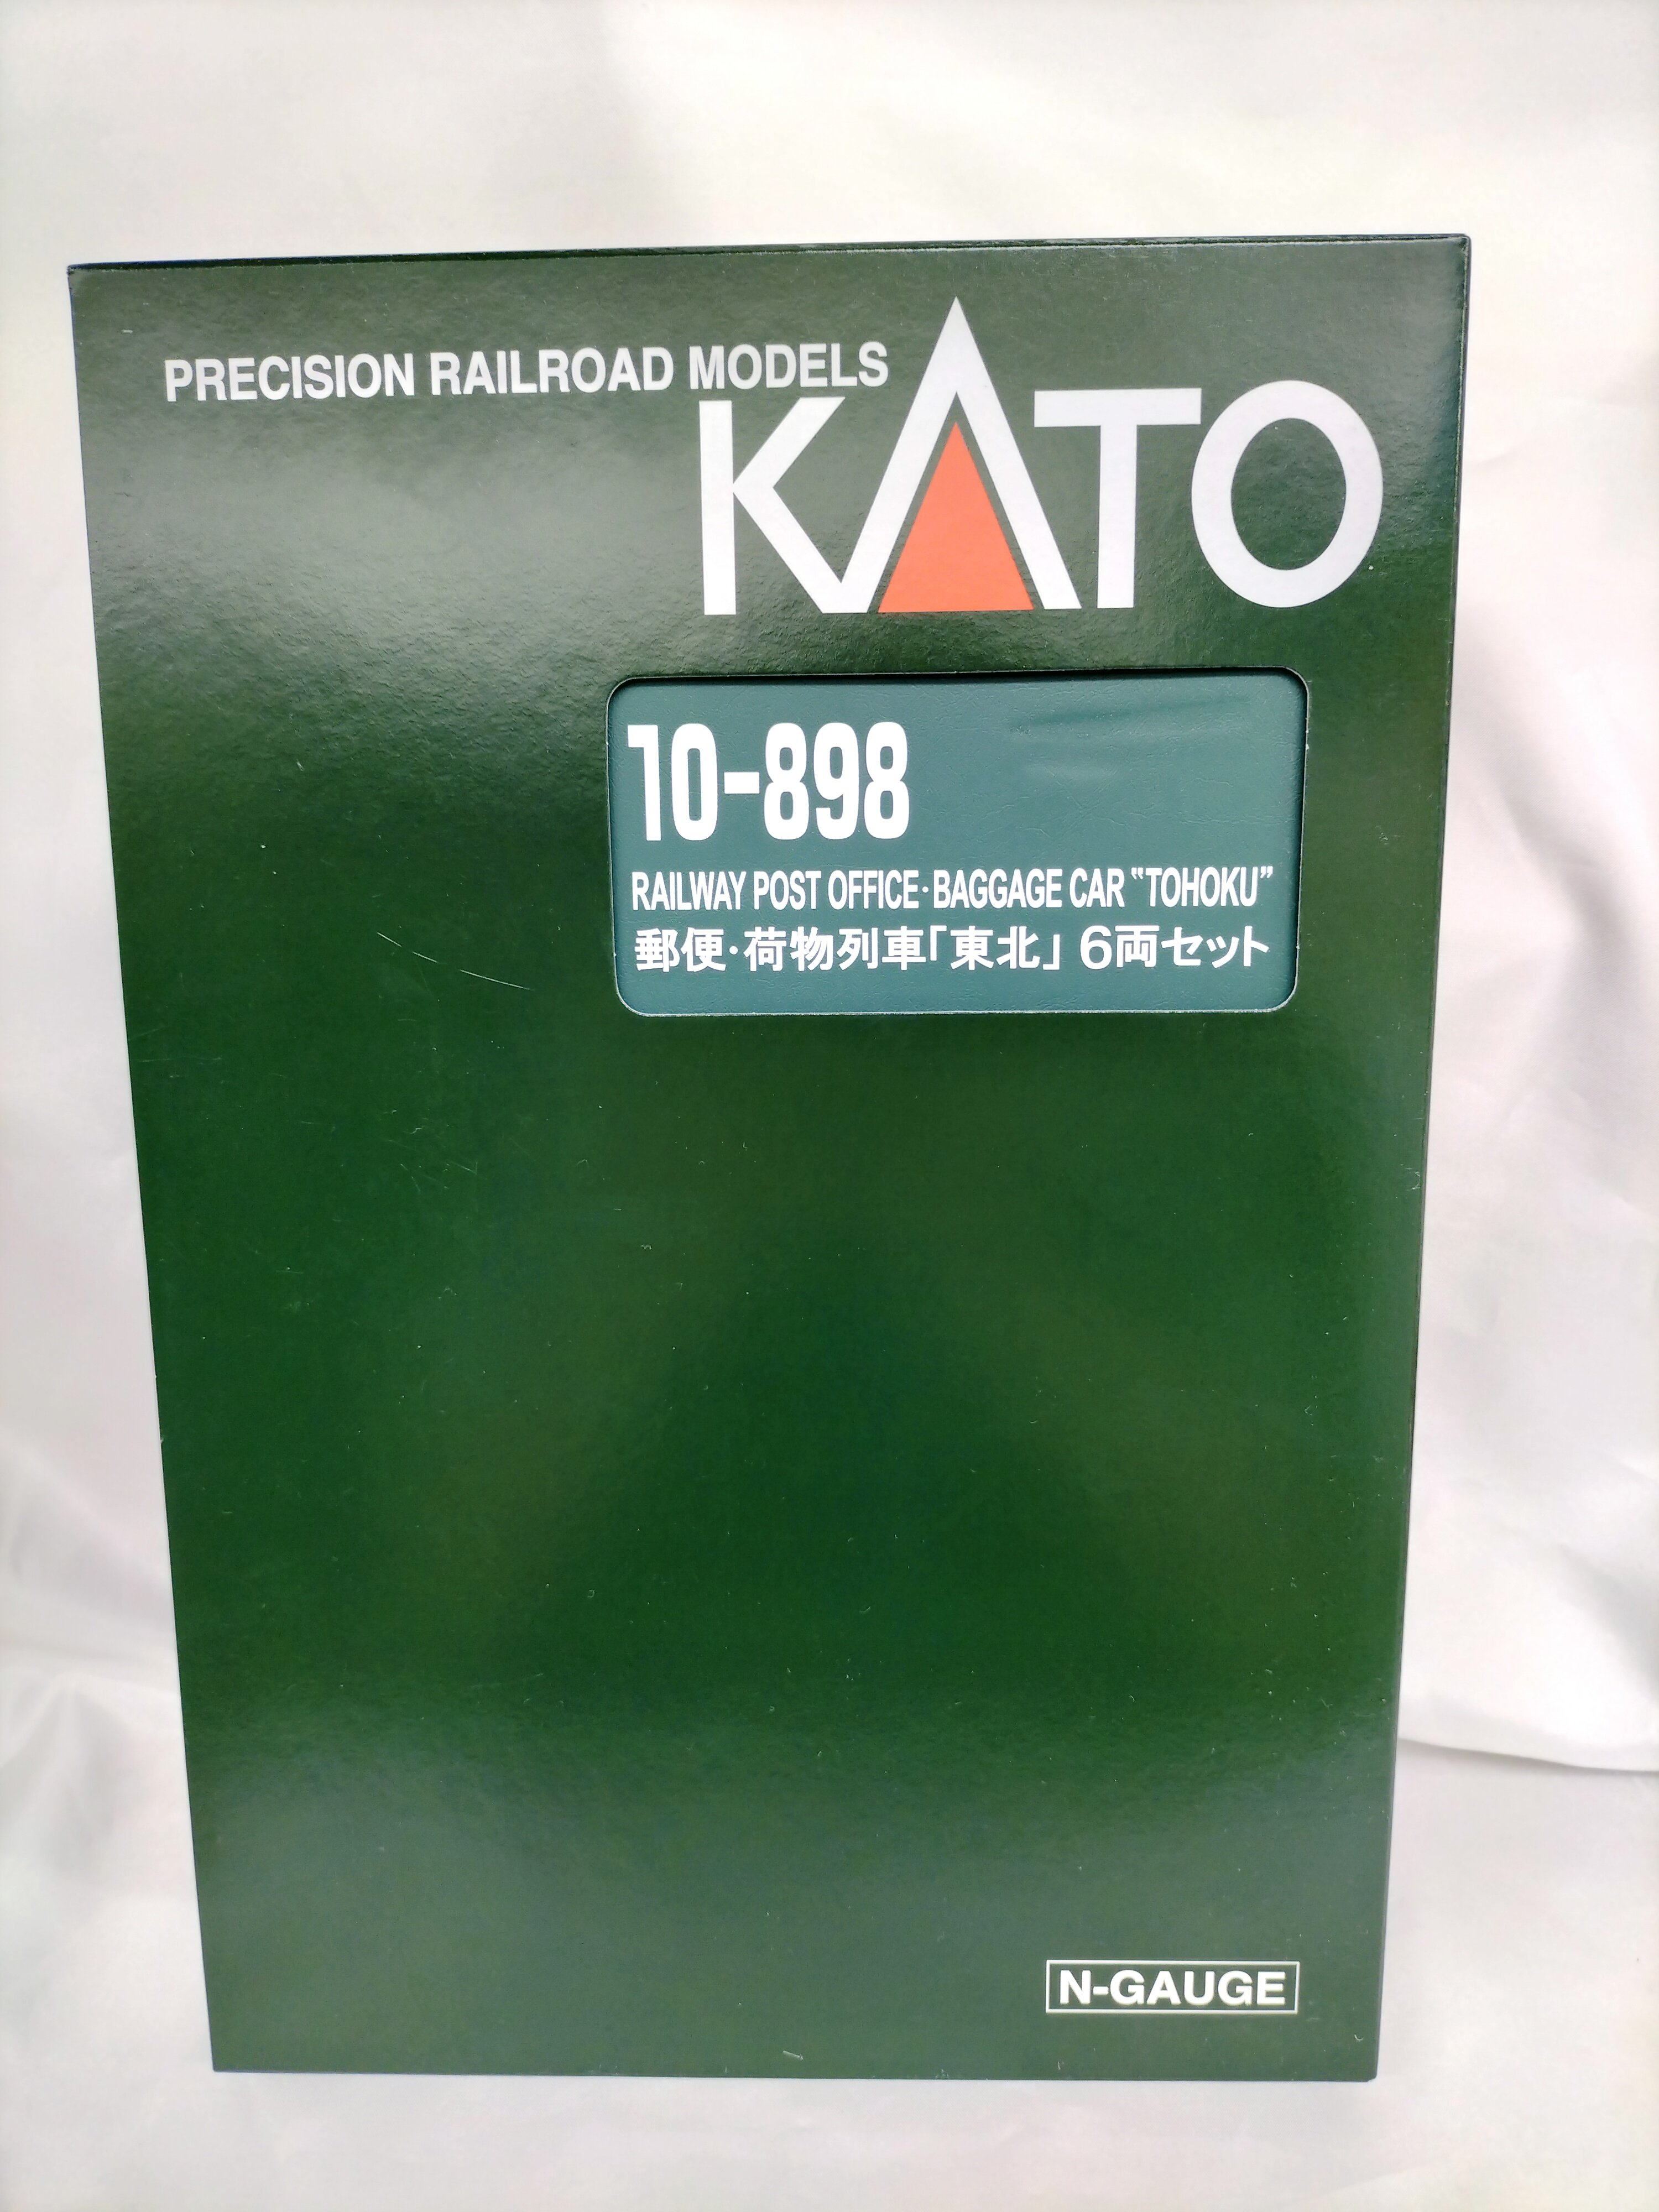 PRECISION RAILROAD MODELS
KATO
10-898
RAILWAY POST OFFICE・BAGGAGE CAR “TOHOKU”
郵便・荷物列車「東北」 6両セット
N-GAUGE